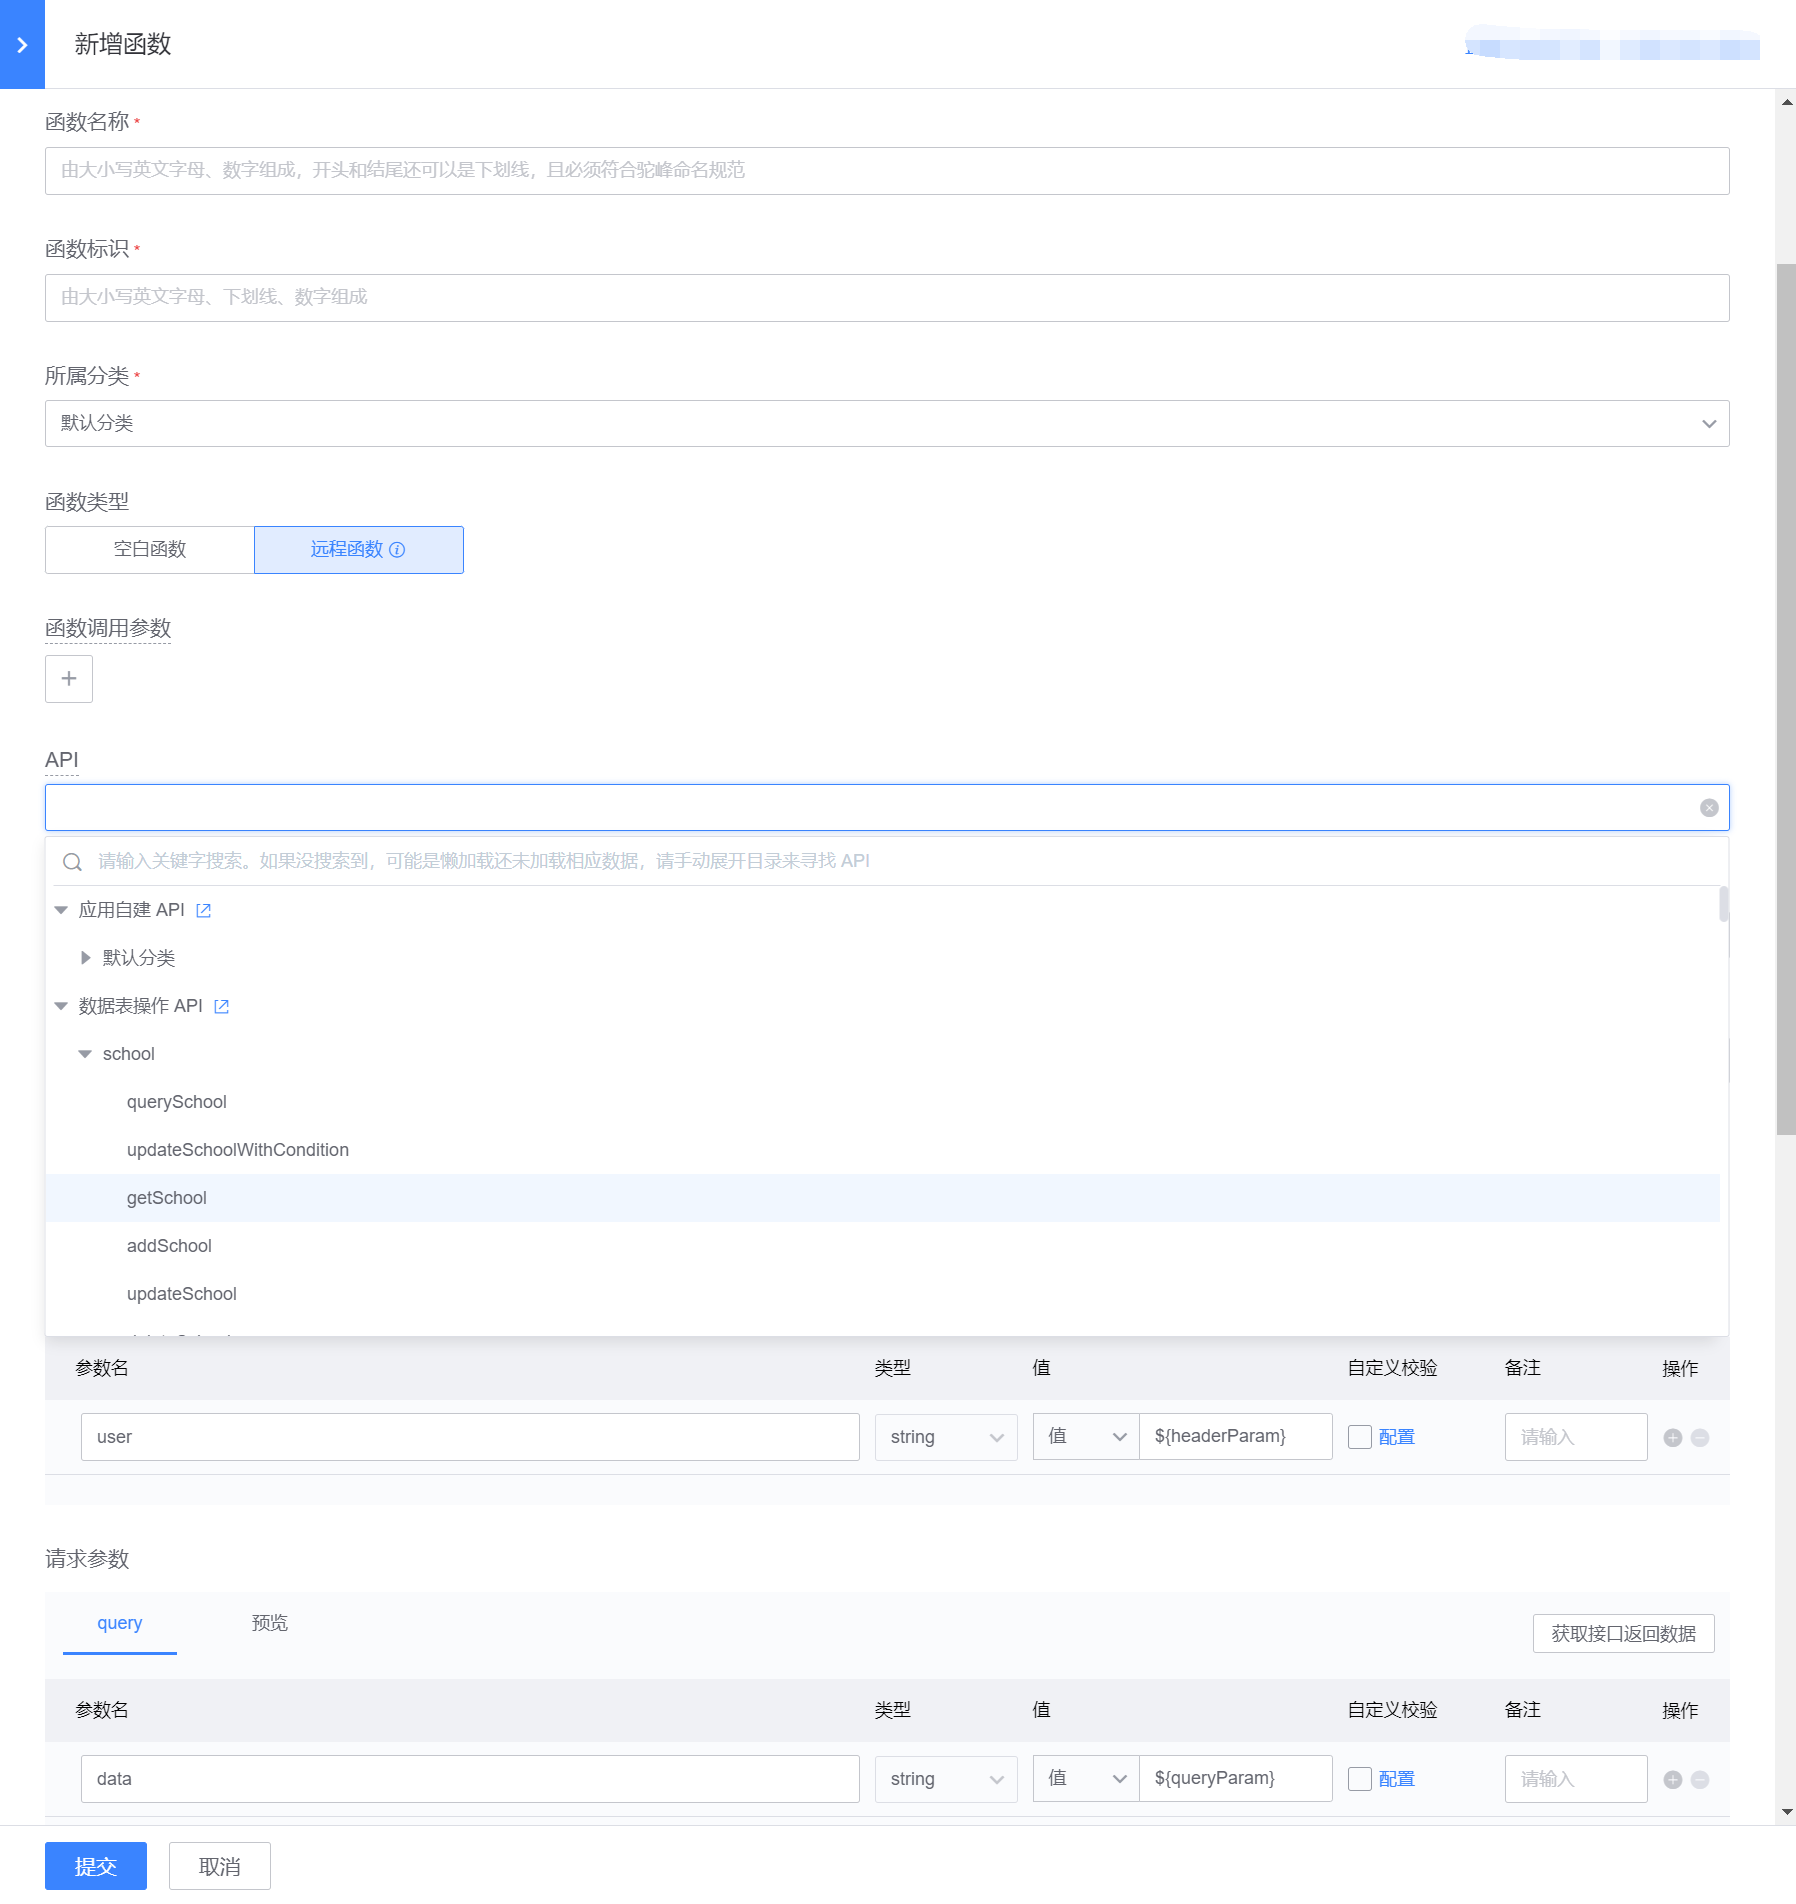 新增函数
函数名称 *
由大小写英文字母、数字组成，开头和结尾还可以是下划线，且必须符合驼峰命名规范
函数标识 *
由大小写英文字母、下划线、数字组成
所属分类 *
默认分类
函数类型
空白函数 远程函数
函数调用参数
API
请输入关键字搜索。如果没搜索到，可能是懒加载还未加载相应数据，请手动展开目录来寻找 API
应用自建 API
默认分类
数据表操作 API
school
querySchool
updateSchoolWithCondition
getSchool
addSchool
updateSchool
参数名 类型 值 自定义校验 备注 操作
user string 值 ${headerParam} 配置 请输入
请求参数
query 预览 获取接口返回数据
参数名 类型 值 自定义校验 备注 操作
data string 值 ${queryParam} 配置 请输入
提交 取消